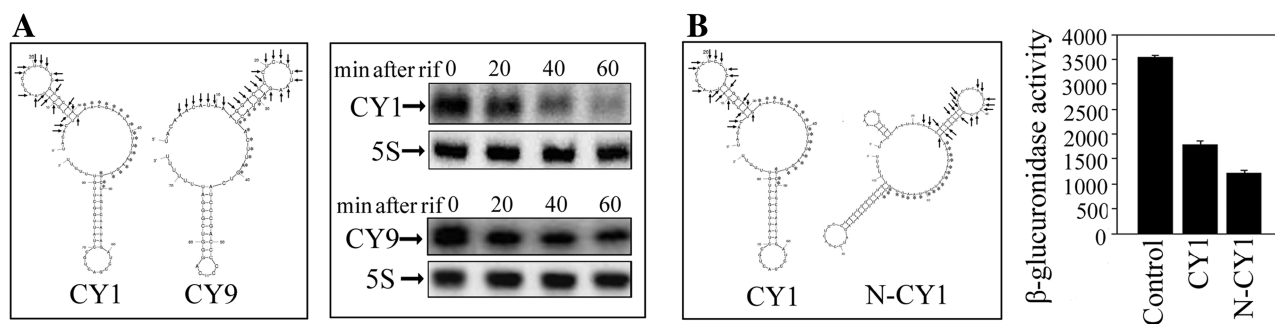 A
CY1
CY9
min after rif 0 20 40 60
CY1
5S
min after rif 0 20 40 60
CY9
5S
B
CY1
N-CY1
β-glucuronidase activity
4000
3500
3000
2500
2000
1500
1000
500
0
Control
CY1
N-CY1